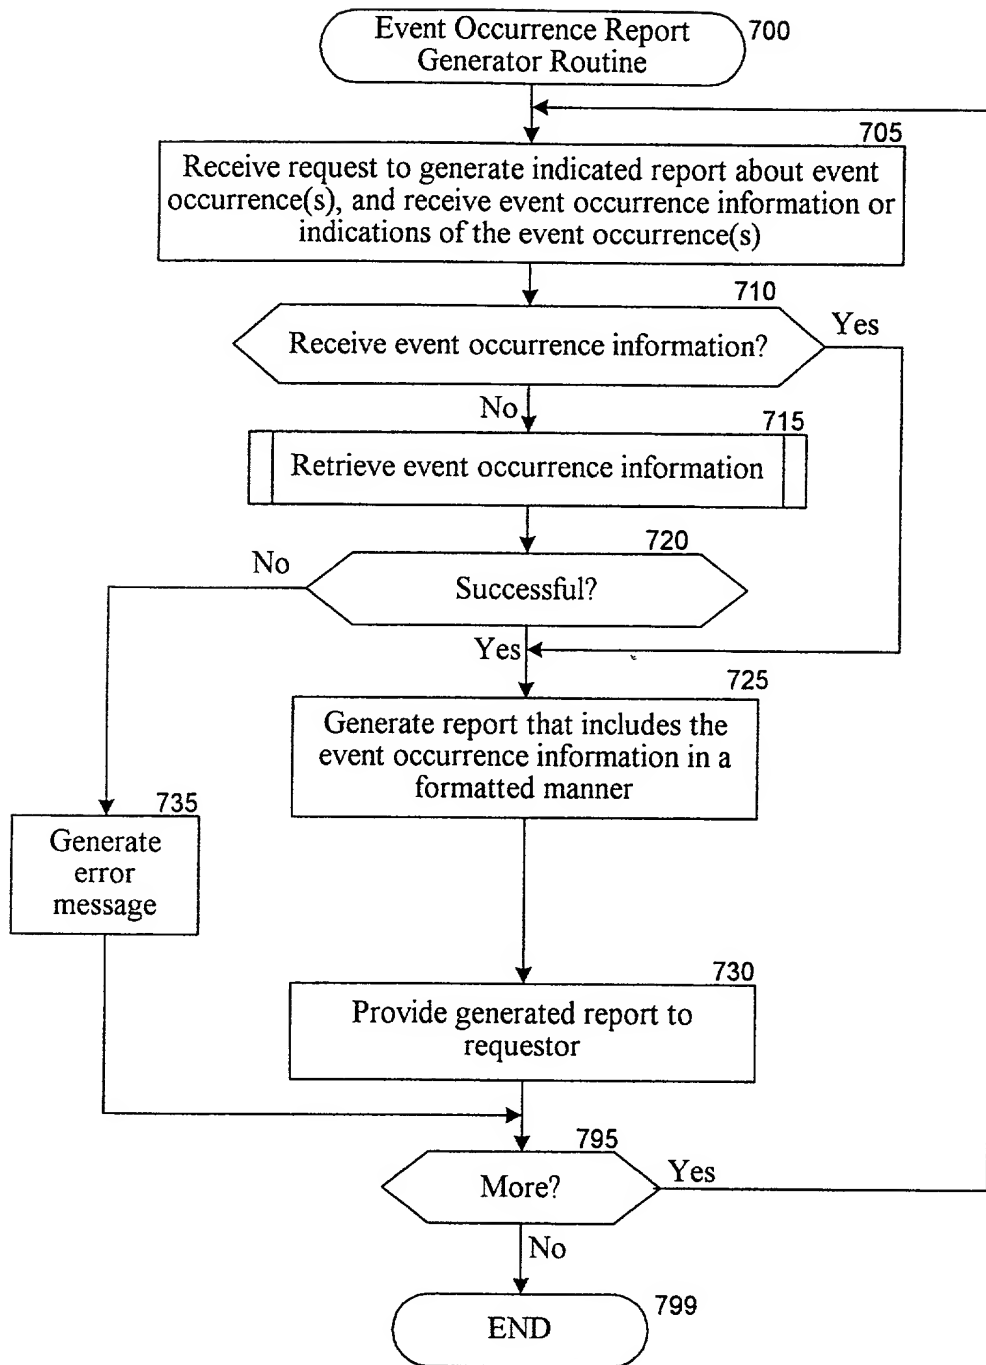 Event Occurrence Report
Generator Routine
700
705
Receive request to generate indicated report about event
occurrence(s), and receive event occurrence information or
indications of the event occurrence(s)
710
Receive event occurrence information?
Yes
No
715
Retrieve event occurrence information
720
No
Successful?
Yes
725
Generate report that includes the
event occurrence information in a
formatted manner
735
Generate
error
message
730
Provide generated report to
requestor
795
More?
Yes
No
799
END